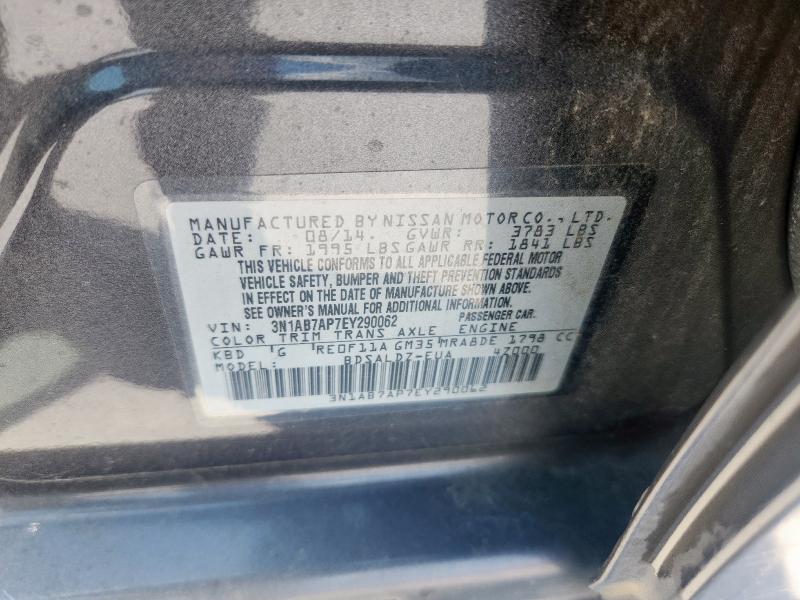 MANUFACTURED BY NISSAN MOTOR CO., LTD.
DATE: 08/14. GVWR: 3783 LBS
GAWR FR: 1995 LBS GAWR RR: 1841 LBS
THIS VEHICLE CONFORMS TO ALL APPLICABLE FEDERAL MOTOR
VEHICLE SAFETY, BUMPER AND THEFT PREVENTION STANDARDS
IN EFFECT ON THE DATE OF MANUFACTURE SHOWN ABOVE.
SEE OWNER'S MANUAL FOR ADDITIONAL INFORMATION.
VIN: 3N1AB7AP7EY290062 PASSENGER CAR.
COLOR TRIM TRANS AXLE ENGINE
KBD G RE0F11A GM35 MRA8DE 1798 CC
MODEL: BDSALDZ-EUA 47000
3N1AB7AP7EY290062